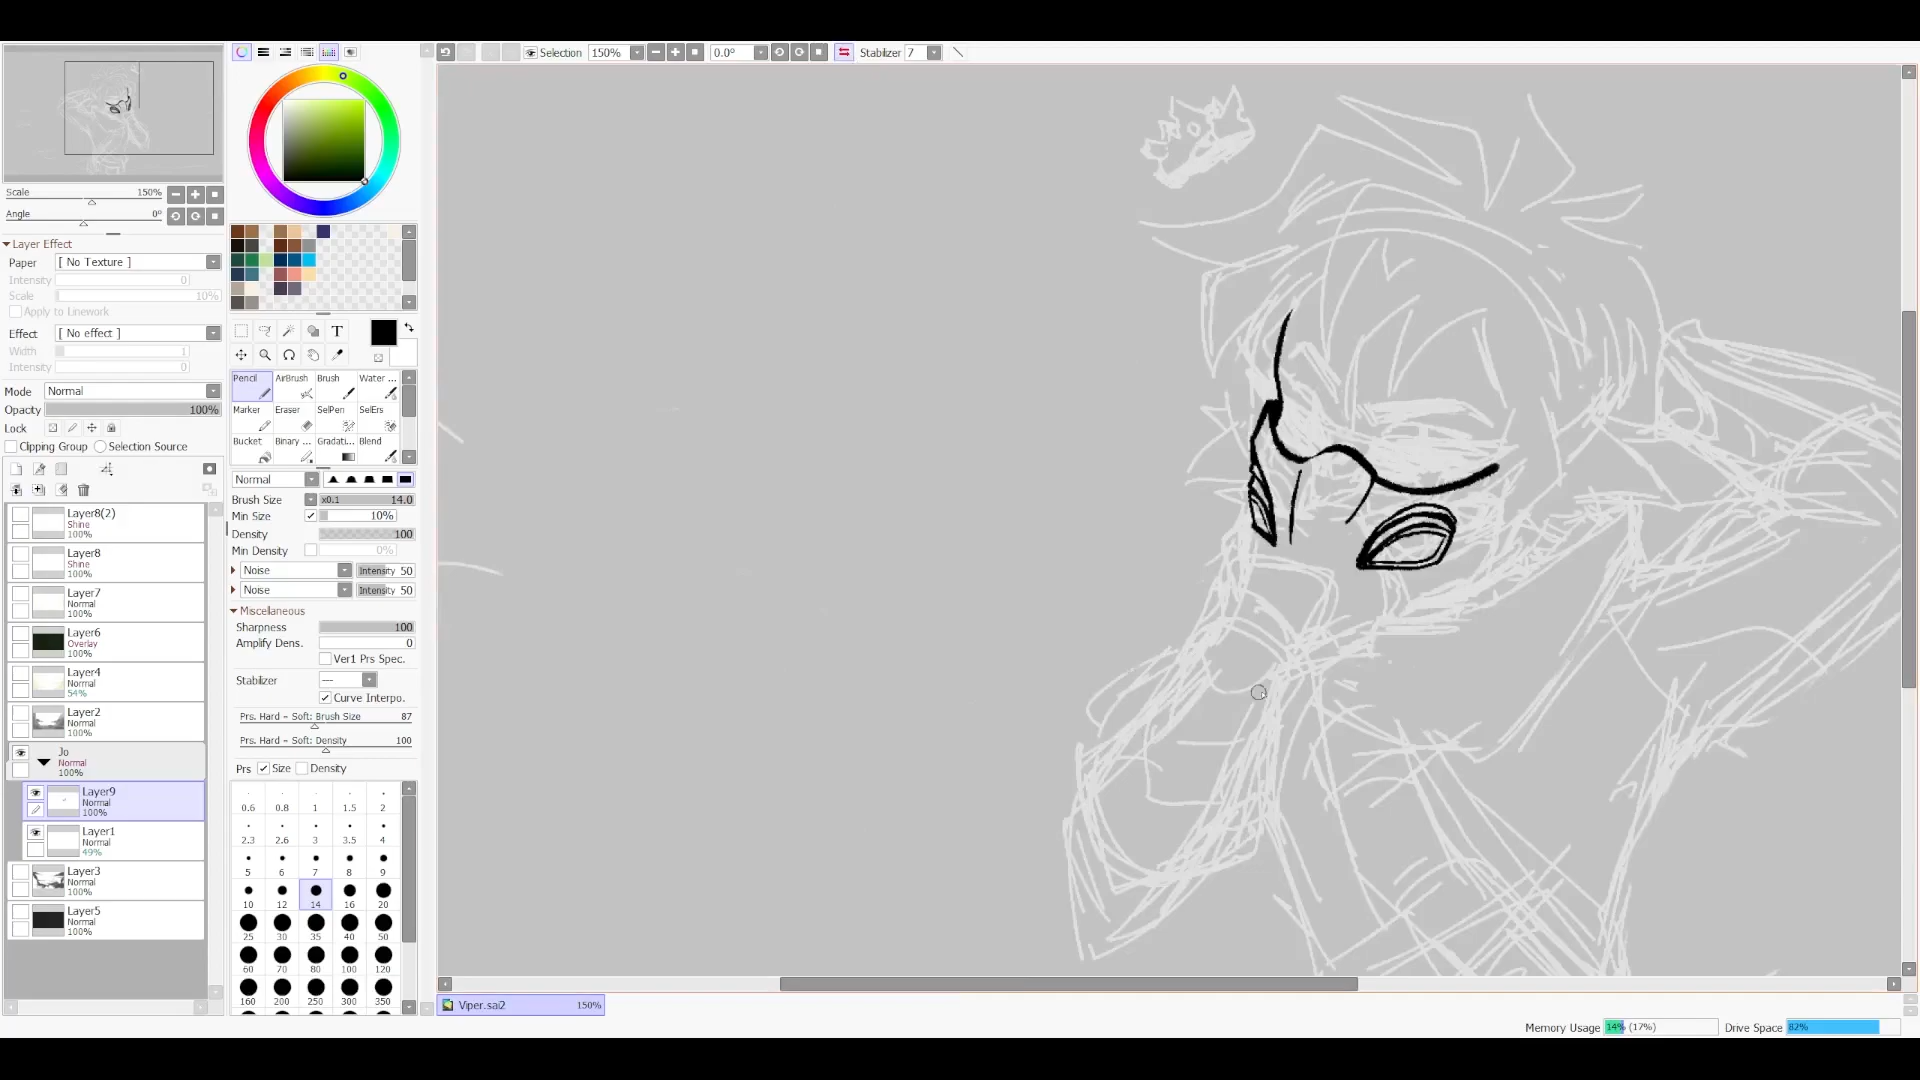 Selection 150% 0.0° Stabilizer 7
Scale 150%
Angle 0°
Layer Effect
Paper [ No Texture ]
Intensity 0
Scale 10%
Apply to Linework
Effect [ No effect ]
Width 1
Intensity 0
Mode Normal
Opacity 100%
Lock
Clipping Group Selection Source
Layer8(2)
Shine
100%
Layer8
Shine
100%
Layer7
Normal
100%
Layer6
Overlay
100%
Layer4
Normal
54%
Layer2
Normal
100%
Jo
Normal
100%
Layer9
Normal
100%
Layer1
Normal
49%
Layer3
Normal
100%
Layer5
Normal
100%
T
Pencil AirBrush Brush Water ...
Marker Eraser SelPen SelErs
Bucket Binary ... Gradati... Blend
Normal
Brush Size x0.1 14.0
Min Size 10%
Density 100
Min Density 0%
Noise Intensity 50
Noise Intensity 50
Miscellaneous
Sharpness 100
Amplify Dens. 0
Ver1 Prs Spec.
Stabilizer ---
Curve Interpo.
Prs. Hard - Soft: Brush Size 87
Prs. Hard - Soft: Density 100
Prs Size Density
0.6 0.8 1 1.5 2
2.3 2.6 3 3.5 4
5 6 7 8 9
10 12 14 16 20
25 30 35 40 50
60 70 80 100 120
160 200 250 300 350
Viper.sai2 150%
Memory Usage 14% (17%) Drive Space 82%